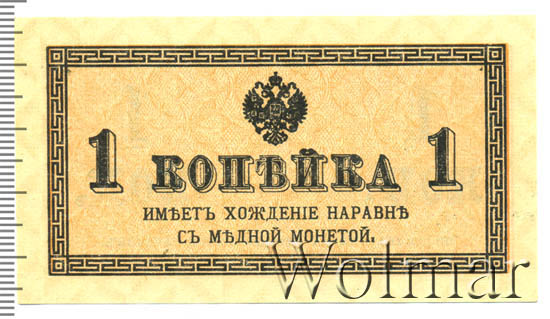 1 КОПѢЙКА 1
ИМѢЕТЪ ХОЖДЕНІЕ НАРАВНѢ
СЪ МѢДНОЙ МОНЕТОЙ.
Wolmar